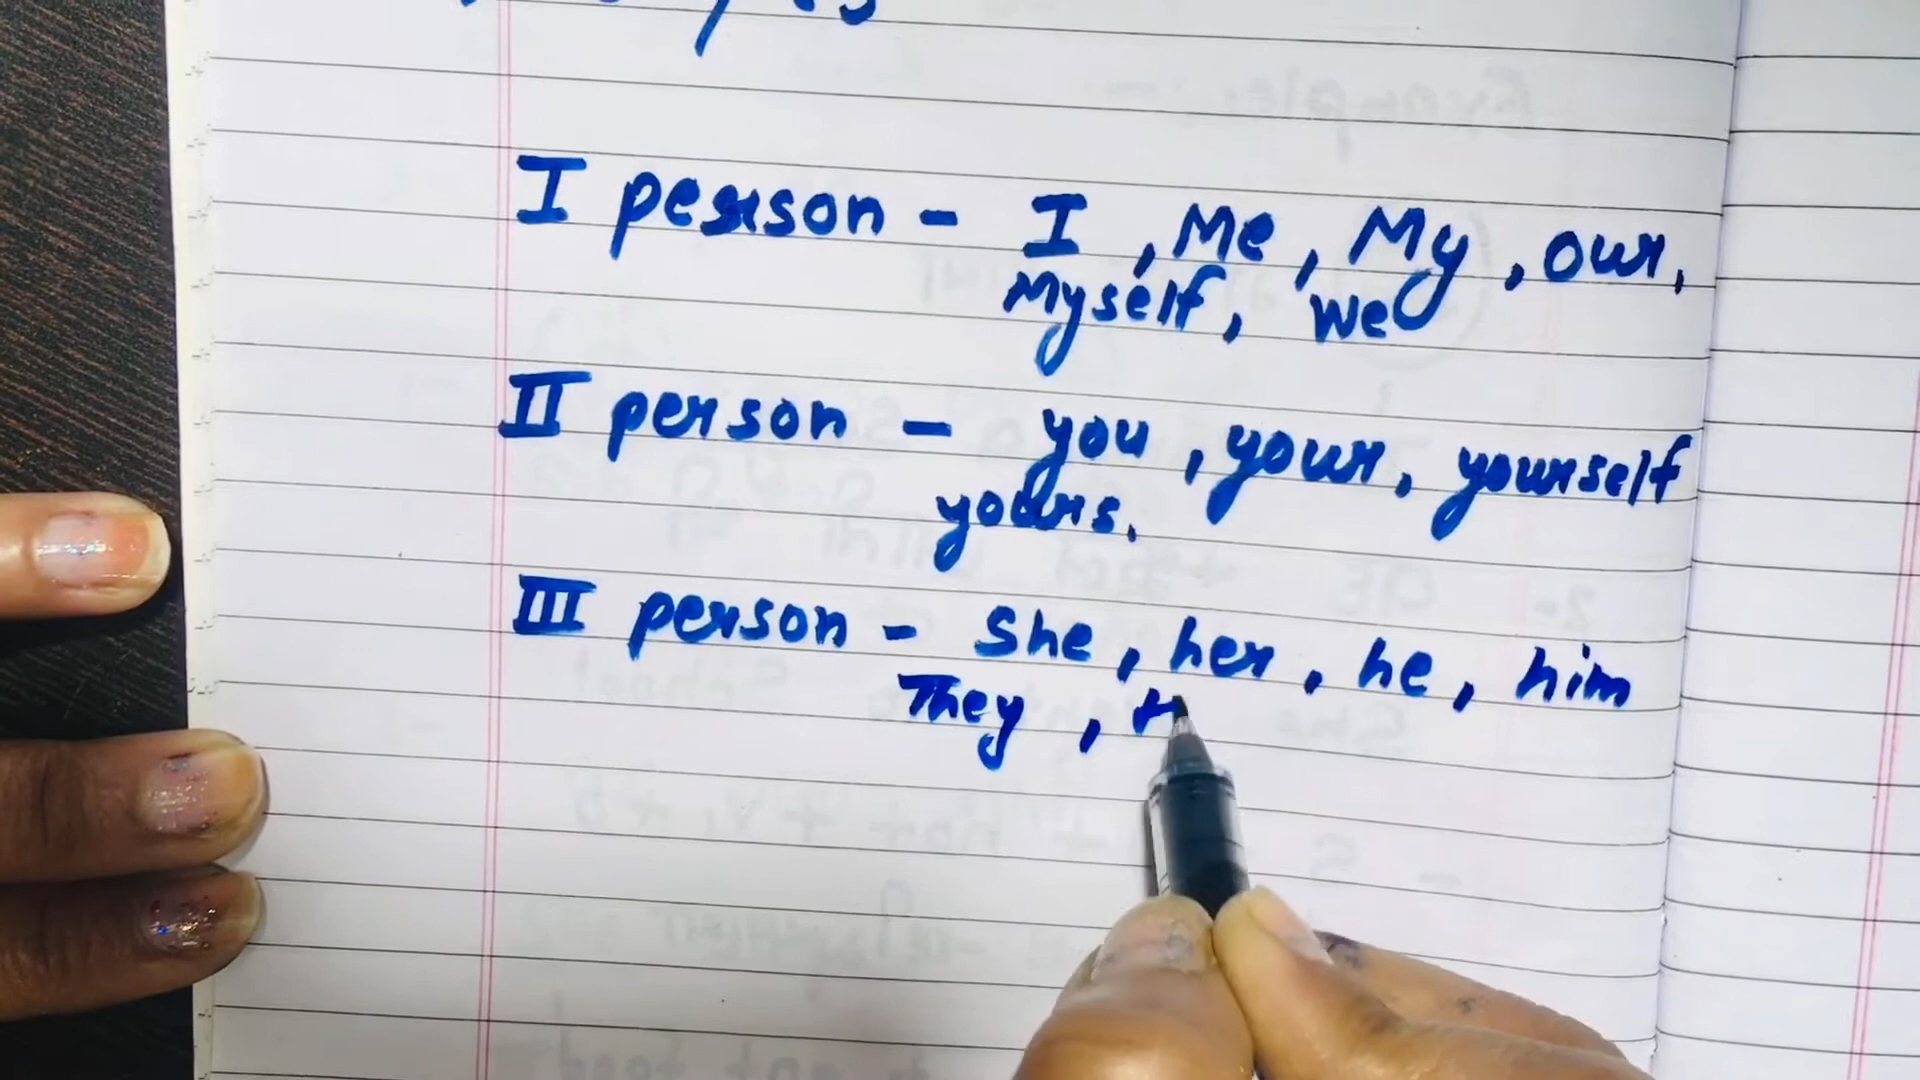 I person - I, Me, My, our,
Myself, we
II person - you, your, yourself
yours.
III person - She, her, he, him
They,